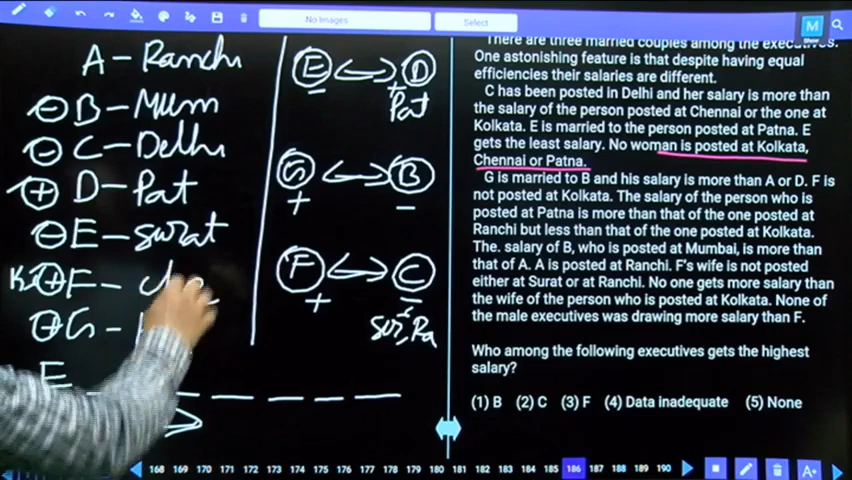 No Images
Select
M
A - Ranchi
⊖ B - Mum
⊖ C - Delhi
⊕ D - Pat
⊖ E - Surat
⊕ F -
⊕ G -
E
>
E ↔ D
- +
Pat
G ↔ B
+ -
F ↔ C
+ -
Sur, Ra
There are three married couples among the executives.
One astonishing feature is that despite having equal
efficiencies their salaries are different.
C has been posted in Delhi and her salary is more than
the salary of the person posted at Chennai or the one at
Kolkata. E is married to the person posted at Patna. E
gets the least salary. No woman is posted at Kolkata,
Chennai or Patna.
G is married to B and his salary is more than A or D. F is
not posted at Kolkata. The salary of the person who is
posted at Patna is more than that of the one posted at
Ranchi but less than that of the one posted at Kolkata.
The. salary of B, who is posted at Mumbai, is more than
that of A. A is posted at Ranchi. F's wife is not posted
either at Surat or at Ranchi. No one gets more salary than
the wife of the person who is posted at Kolkata. None of
the male executives was drawing more salary than F.
Who among the following executives gets the highest
salary?
(1) B (2) C (3) F (4) Data inadequate (5) None
168 169 170 171 172 173 174 175 176 177 178 179 180 181 182 183 184 185 186 187 188 189 190
A+